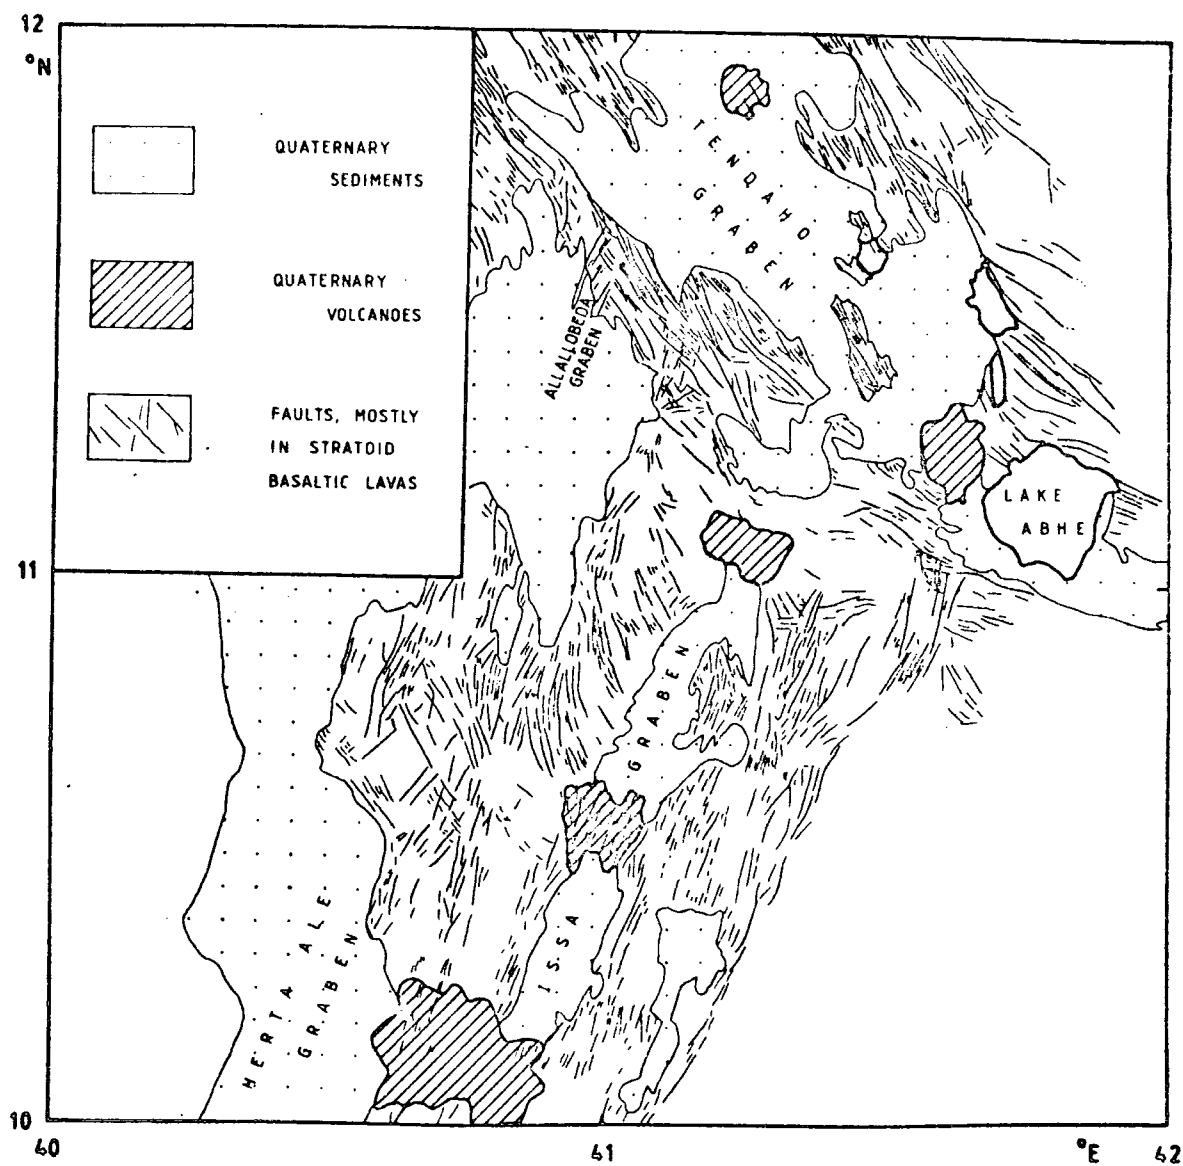 12
°N
QUATERNARY
SEDIMENTS
QUATERNARY
VOLCANOES
FAULTS, MOSTLY
IN STRATOID
BASALTIC LAVAS
TENDAHO
GRABEN
ALLALLOBEDA
GRABEN
LAKE
ABHE
11
GRABEN
ISSA
HERTA ALE
GRABEN
10
40
41
°E
42